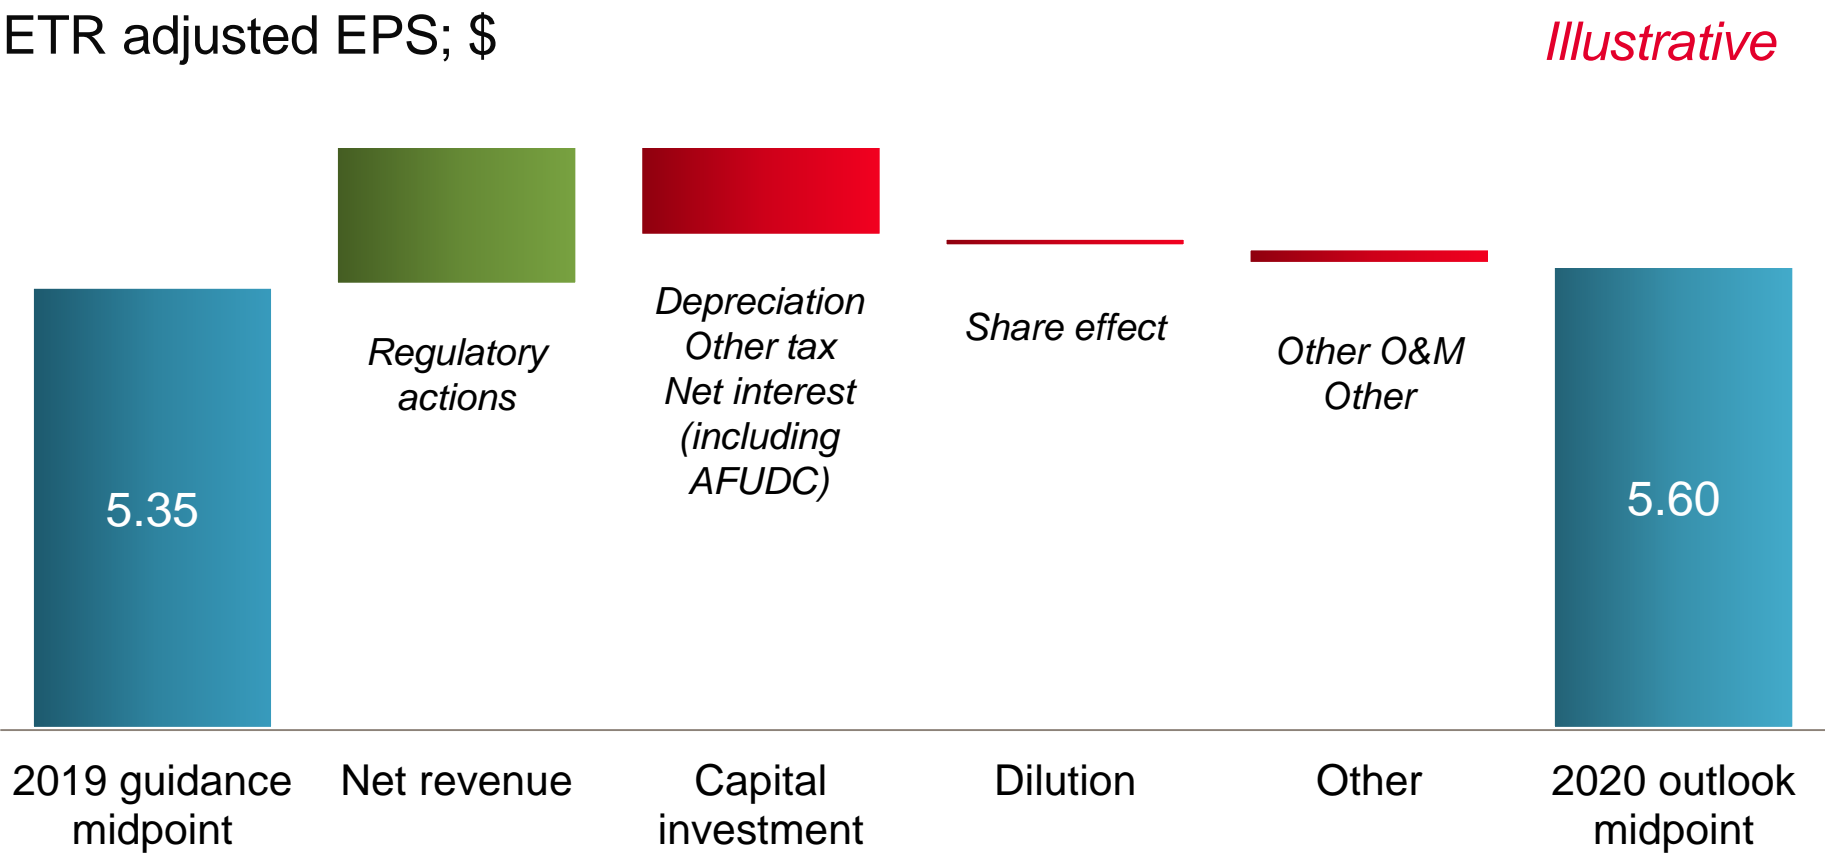 ETR adjusted EPS; $
Illustrative
Regulatory
actions
Depreciation
Other tax
Net interest
(including
AFUDC)
Share effect
Other O&M
Other
5.35
5.60
2019 guidance
midpoint
Net revenue
Capital
investment
Dilution
Other
2020 outlook
midpoint